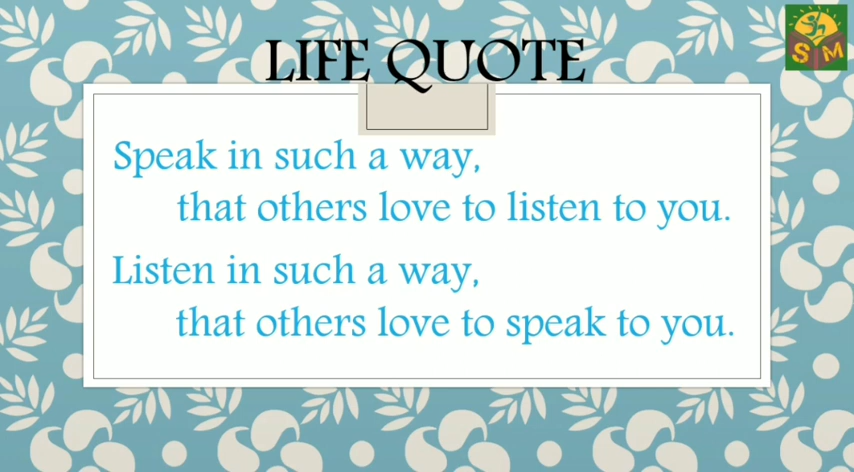 SM
LIFE QUOTE
Speak in such a way,
that others love to listen to you.
Listen in such a way,
that others love to speak to you.